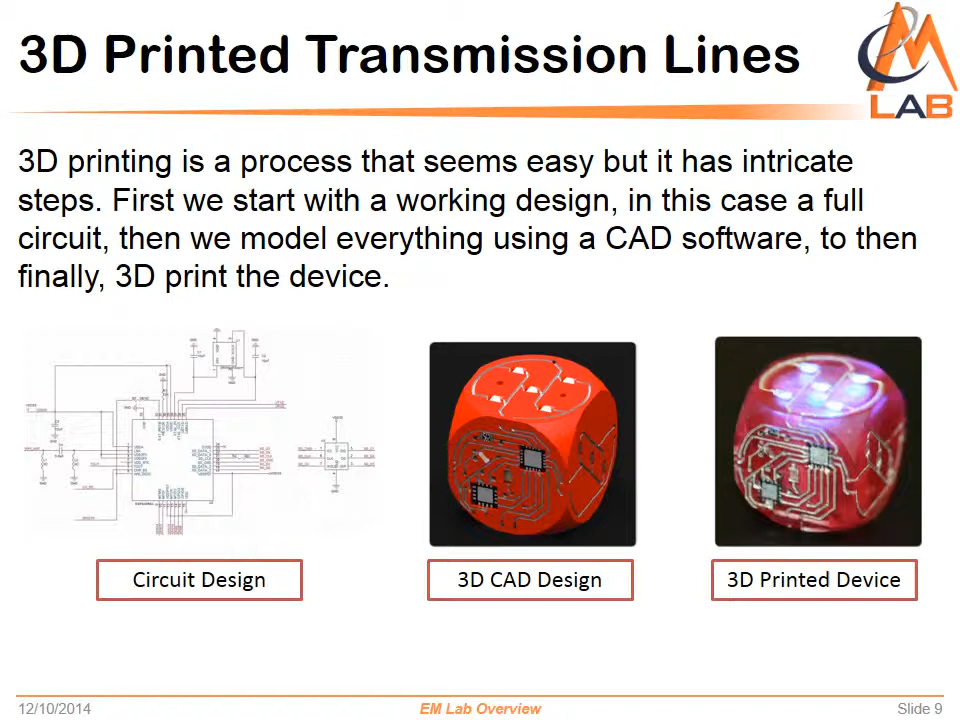 3D Printed Transmission Lines
EM
LAB
3D printing is a process that seems easy but it has intricate
steps. First we start with a working design, in this case a full
circuit, then we model everything using a CAD software, to then
finally, 3D print the device.
Circuit Design
3D CAD Design
3D Printed Device
12/10/2014
EM Lab Overview
Slide 9